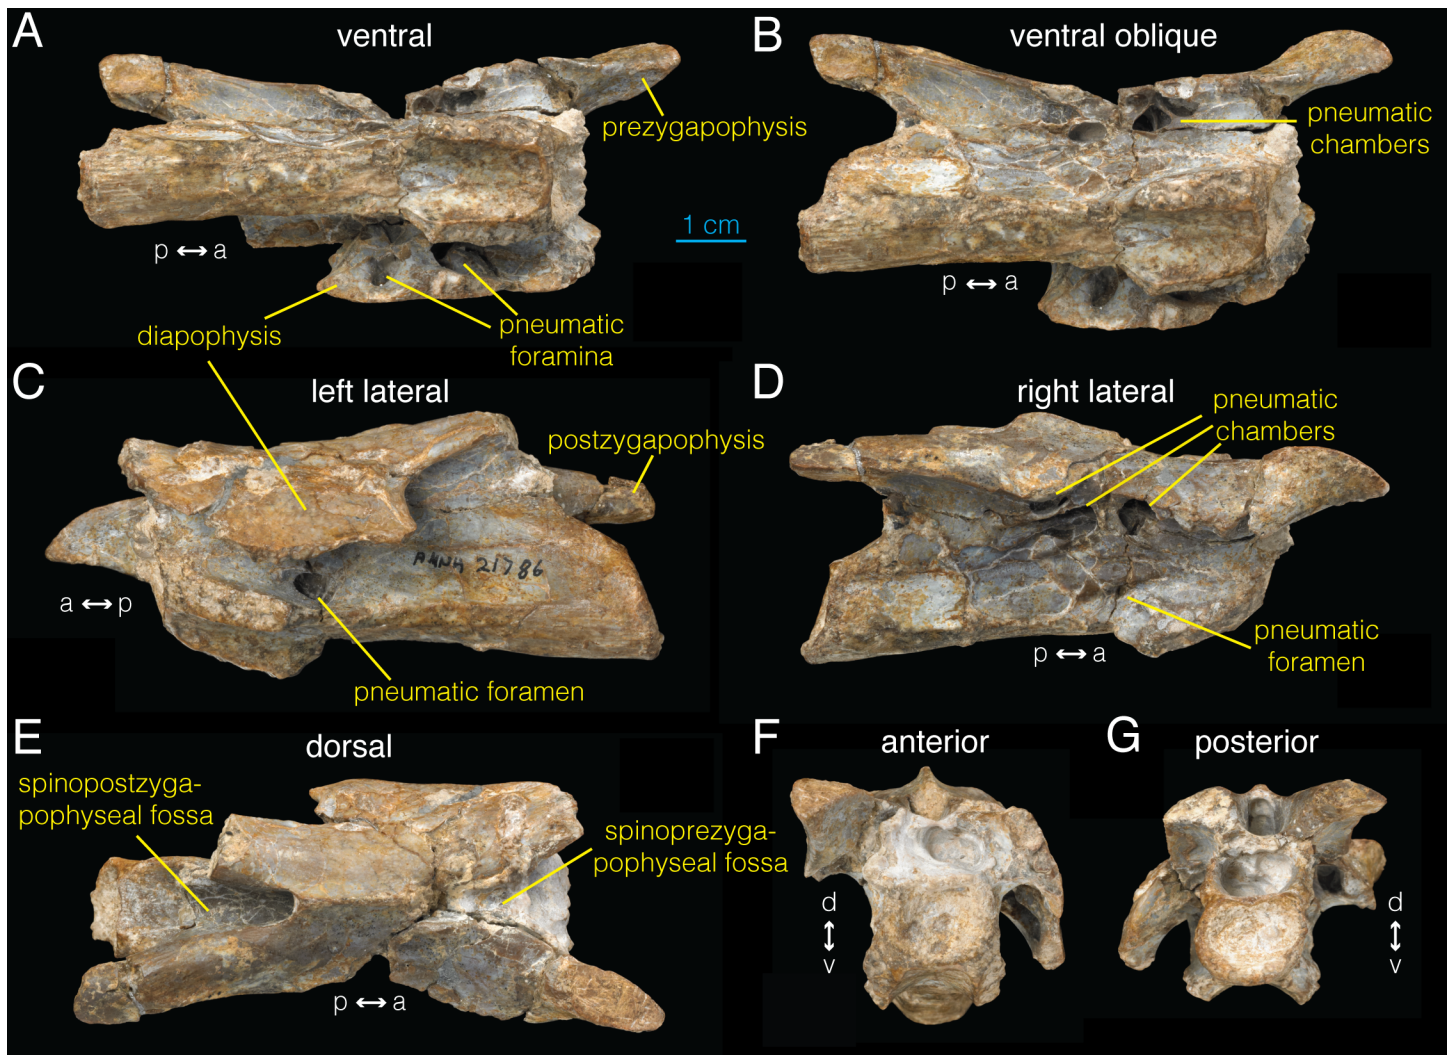 A
ventral
prezygapophysis
1 cm
p ↔ a
diapophysis
pneumatic
foramina
B
ventral oblique
pneumatic
chambers
p ↔ a
C
left lateral
postzygapophysis
AMNH 21786
a ↔ p
pneumatic foramen
D
right lateral
pneumatic
chambers
pneumatic
foramen
p ↔ a
E
dorsal
spinopostzyga-
pophyseal fossa
spinoprezyga-
pophyseal fossa
p ↔ a
F
anterior
d
v
G
posterior
d
v